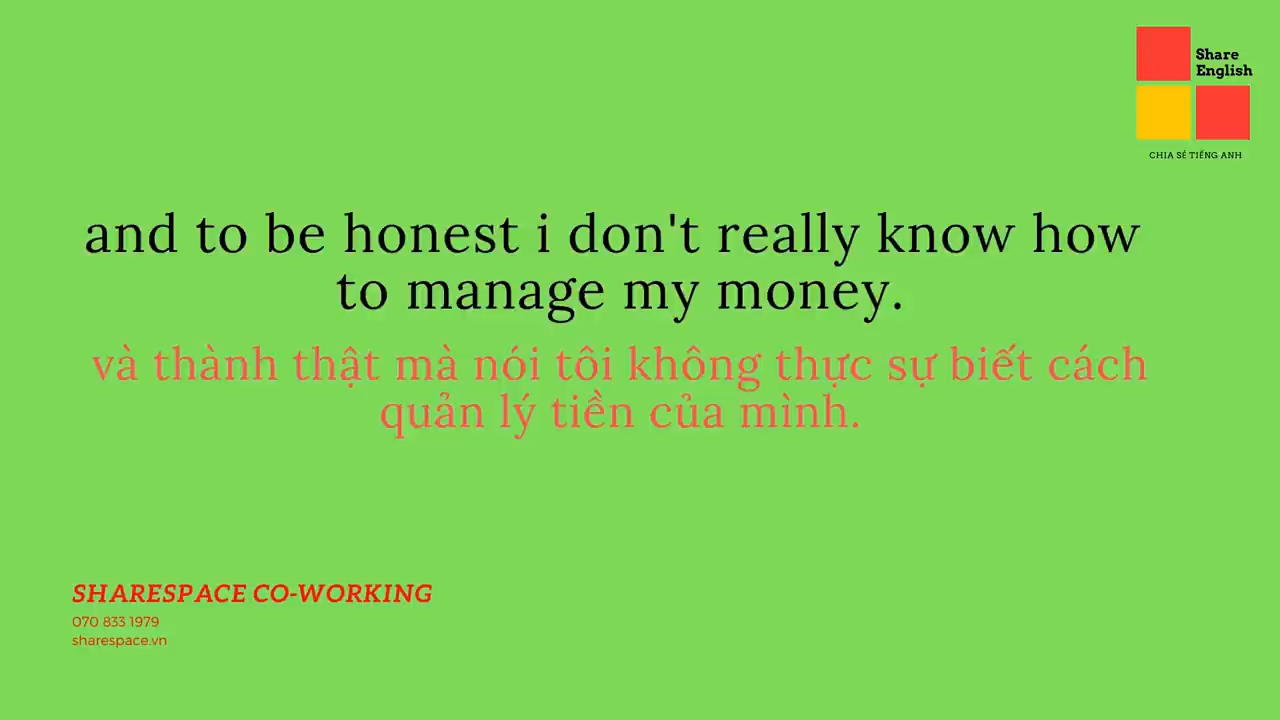 Share
English
CHIA SẺ TIẾNG ANH
and to be honest i don't really know how
to manage my money.
và thành thật mà nói tôi không thực sự biết cách
quản lý tiền của mình.
SHARESPACE CO-WORKING
070 833 1979
sharespace.vn